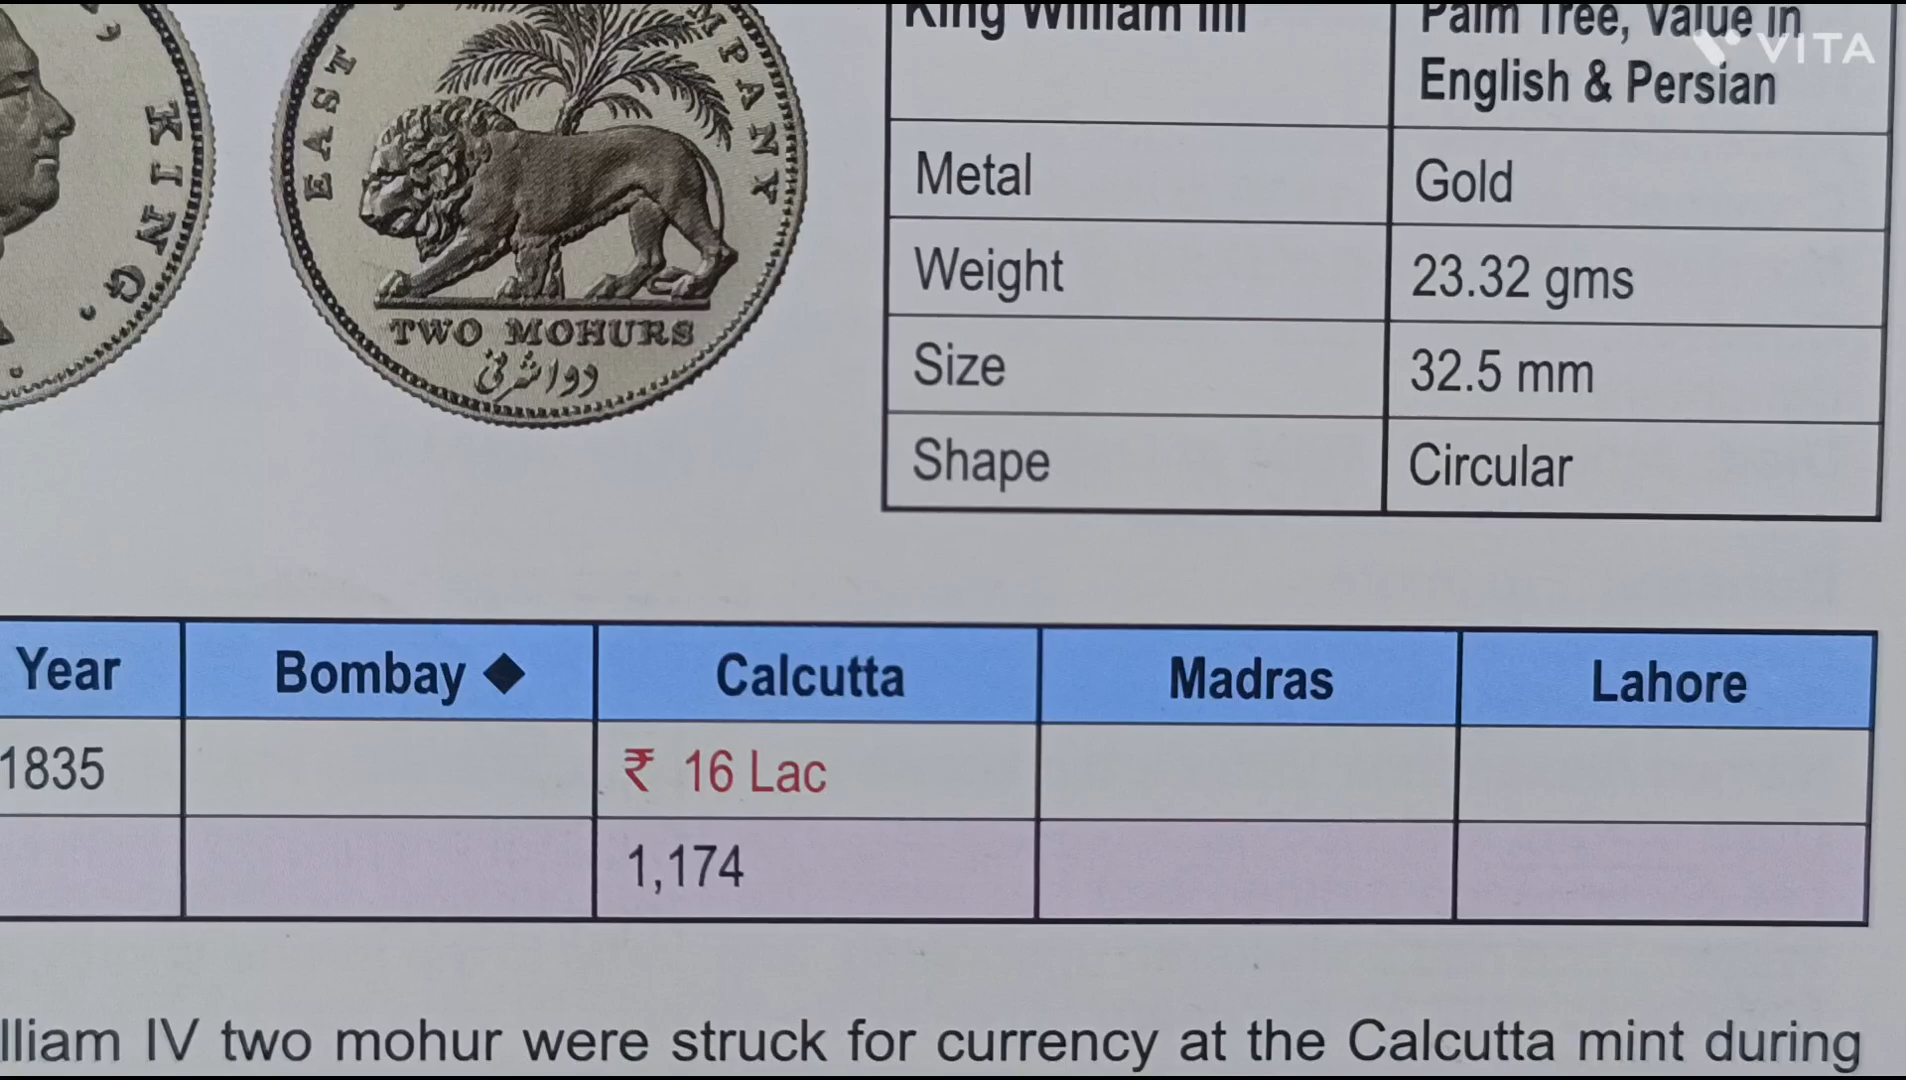 King William IIII
Palm Tree, Value in
English & Persian
VITA
KING.
EAST
MPANY
TWO MOHURS
دو اشرفی
Metal
Gold
Weight
23.32 gms
Size
32.5 mm
Shape
Circular
Year
Bombay ◆
Calcutta
Madras
Lahore
1835
₹ 16 Lac
1,174
lliam IV two mohur were struck for currency at the Calcutta mint during